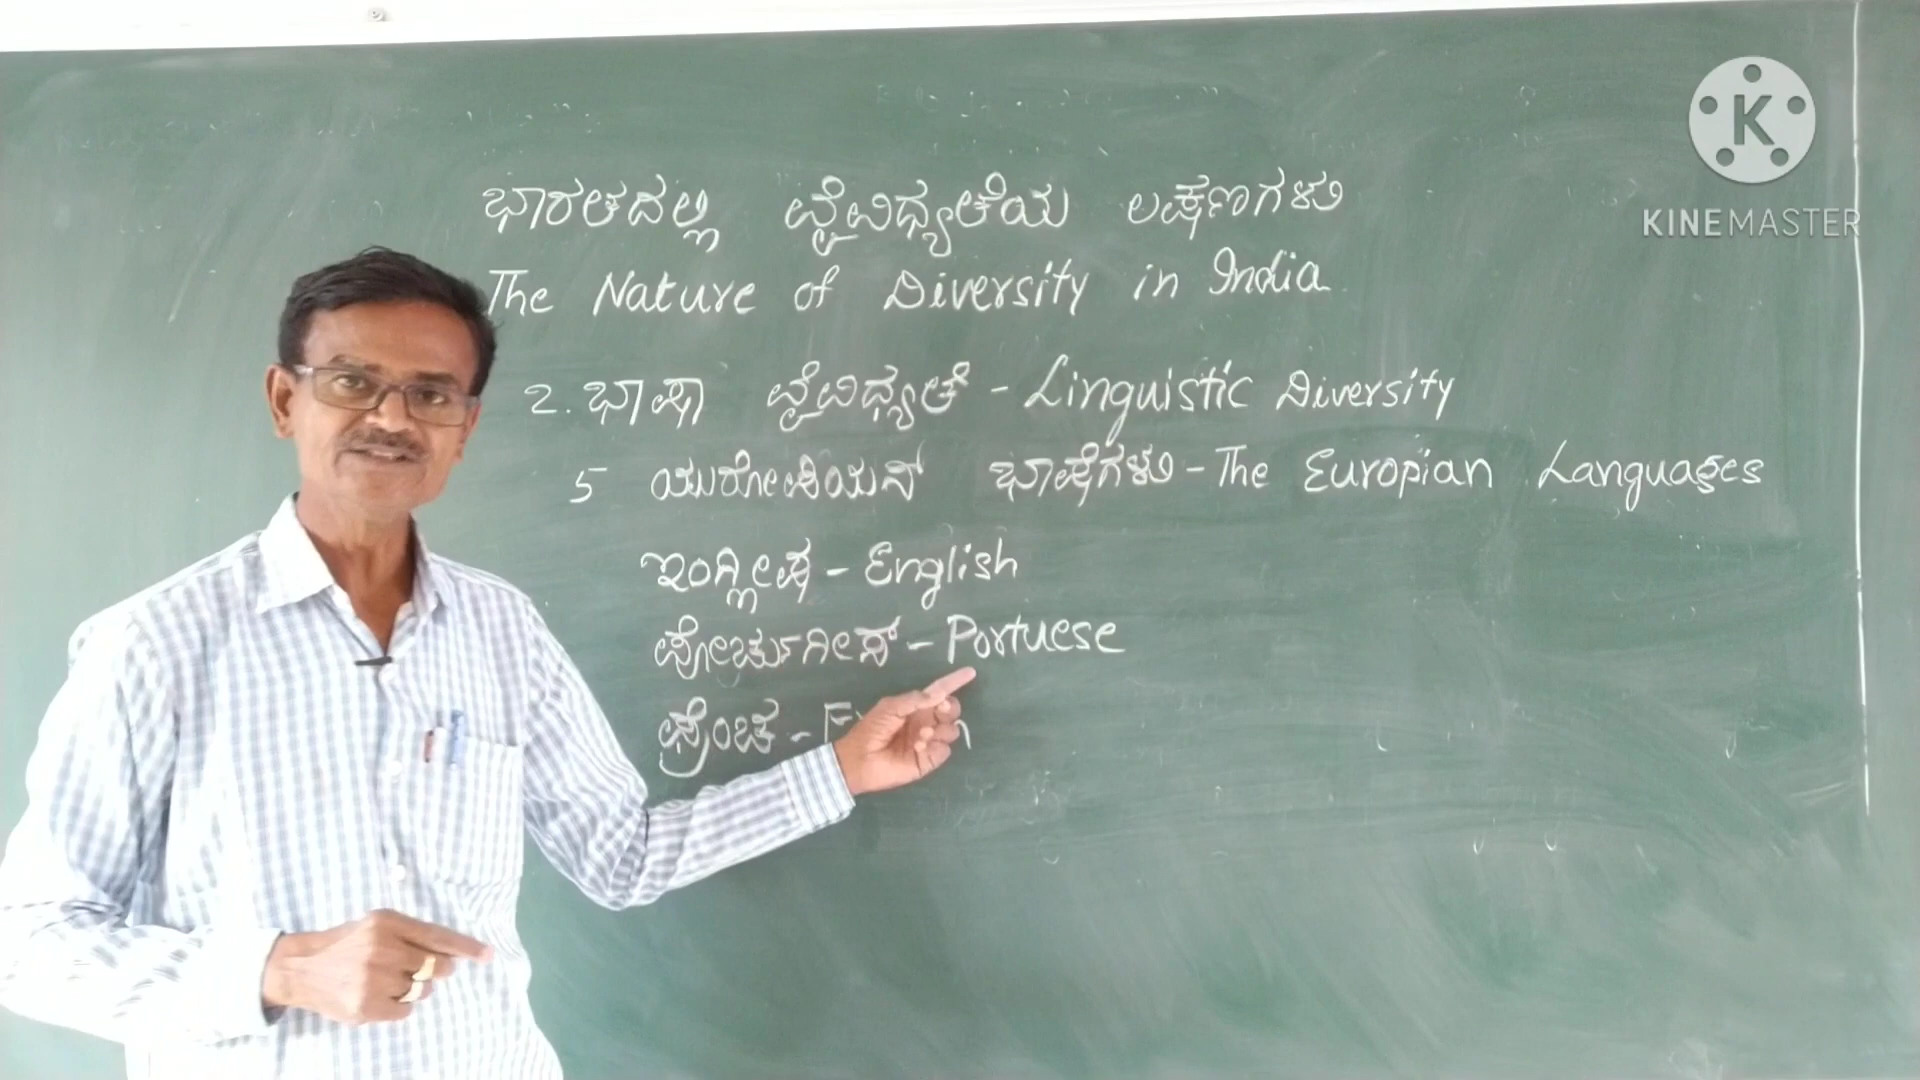 ಭಾರತದಲ್ಲಿ ವೈವಿಧ್ಯತೆಯ ಲಕ್ಷಣಗಳು
The Nature of Diversity in India
2. ಭಾಷಾ ವೈವಿಧ್ಯತೆ - Linguistic Diversity
5 ಯುರೋಪಿಯನ್ ಭಾಷೆಗಳು - The Europian Languages
ಇಂಗ್ಲೀಷ - English
ಪೋರ್ಚುಗೀಸ್ - Portuese
ಫ್ರೆಂಚ -
K
KINEMASTER